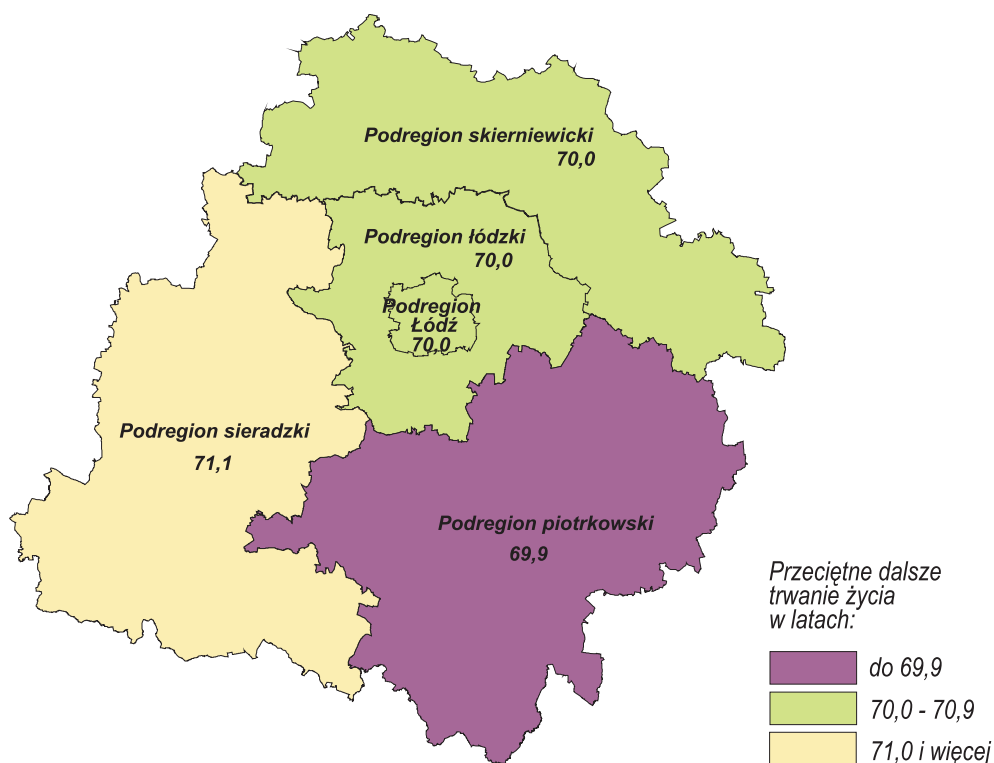 Podregion skierniewicki
70,0
Podregion łódzki
70,0
Podregion
Łódź
70,0
Podregion sieradzki
71,1
Podregion piotrkowski
69,9
Przeciętne dalsze
trwanie życia
w latach:
do 69,9
70,0 - 70,9
71,0 i więcej